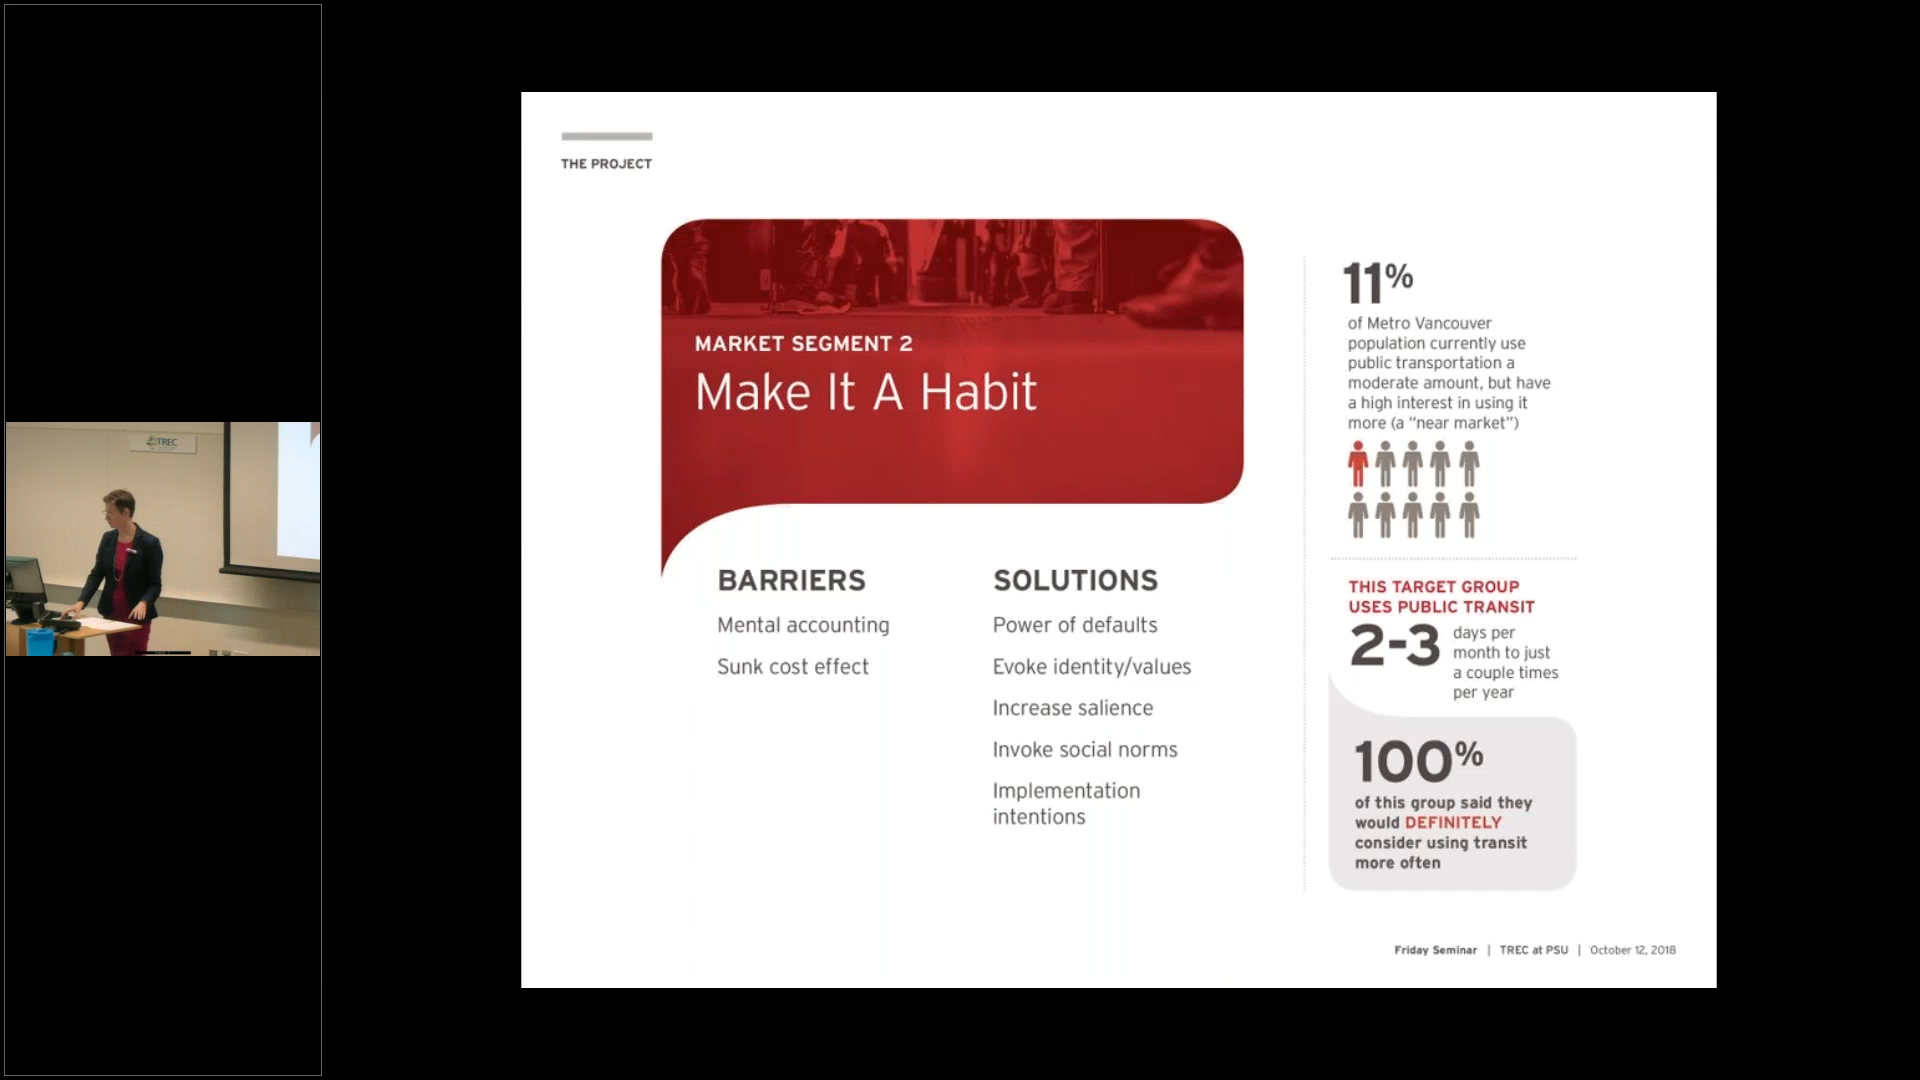 TREC
THE PROJECT
MARKET SEGMENT 2
Make It A Habit
BARRIERS
Mental accounting
Sunk cost effect
SOLUTIONS
Power of defaults
Evoke identity/values
Increase salience
Invoke social norms
Implementation
intentions
11%
of Metro Vancouver
population currently use
public transportation a
moderate amount, but have
a high interest in using it
more (a “near market”)
THIS TARGET GROUP
USES PUBLIC TRANSIT
2-3 days per
month to just
a couple times
per year
100%
of this group said they
would DEFINITELY
consider using transit
more often
Friday Seminar | TREC at PSU | October 12, 2018